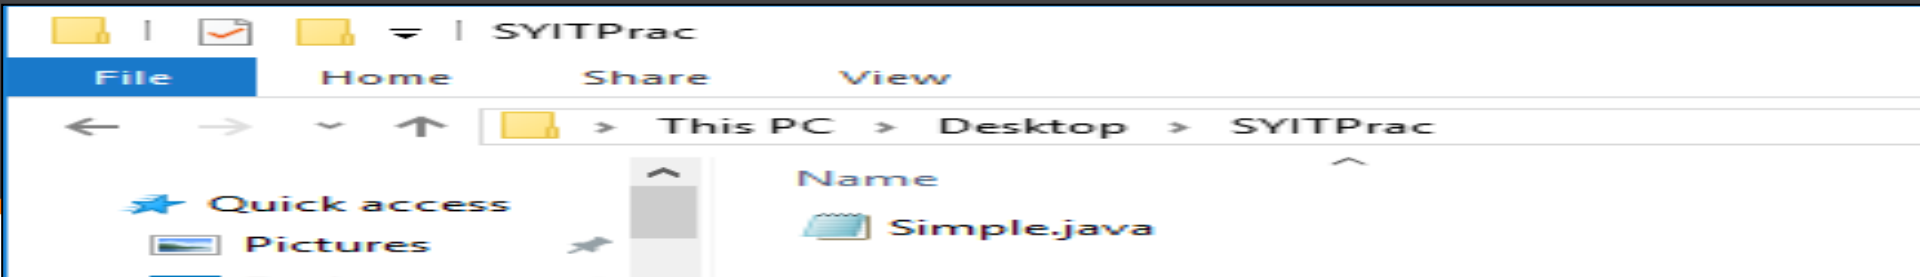 SYITPrac
File Home Share View
This PC > Desktop > SYITPrac
Quick access
Pictures
Name
Simple.java